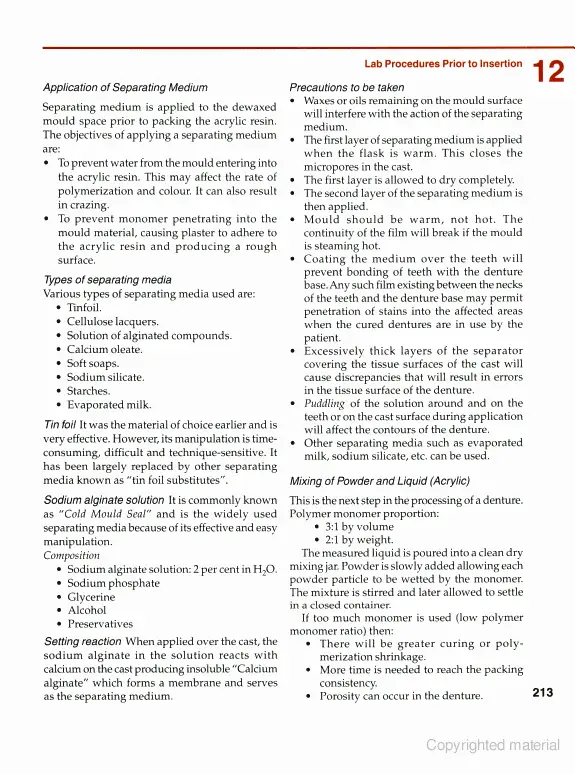 Lab Procedures Prior to Insertion
12
Application of Separating Medium
Separating medium is applied to the dewaxed
mould space prior to packing the acrylic resin.
The objectives of applying a separating medium
are:
• To prevent water from the mould entering into
the acrylic resin. This may affect the rate of
polymerization and colour. It can also result
in crazing.
• To prevent monomer penetrating into the
mould material, causing plaster to adhere to
the acrylic resin and producing a rough
surface.
Types of separating media
Various types of separating media used are:
• Tinfoil.
• Cellulose lacquers.
• Solution of alginated compounds.
• Calcium oleate.
• Soft soaps.
• Sodium silicate.
• Starches.
• Evaporated milk.
Tin foil It was the material of choice earlier and is
very effective. However, its manipulation is time-
consuming, difficult and technique-sensitive. It
has been largely replaced by other separating
media known as "tin foil substitutes".
Sodium alginate solution It is commonly known
as "Cold Mould Seal" and is the widely used
separating media because of its effective and easy
manipulation.
Composition
• Sodium alginate solution: 2 per cent in H₂O.
• Sodium phosphate
• Glycerine
• Alcohol
• Preservatives
Setting reaction When applied over the cast, the
sodium alginate in the solution reacts with
calcium on the cast producing insoluble "Calcium
alginate" which forms a membrane and serves
as the separating medium.
Precautions to be taken
• Waxes or oils remaining on the mould surface
will interfere with the action of the separating
medium.
• The first layer of separating medium is applied
when the flask is warm. This closes the
micropores in the cast.
• The first layer is allowed to dry completely.
• The second layer of the separating medium is
then applied.
• Mould should be warm, not hot. The
continuity of the film will break if the mould
is steaming hot.
• Coating the medium over the teeth will
prevent bonding of teeth with the denture
base. Any such film existing between the necks
of the teeth and the denture base may permit
penetration of stains into the affected areas
when the cured dentures are in use by the
patient.
• Excessively thick layers of the separator
covering the tissue surfaces of the cast will
cause discrepancies that will result in errors
in the tissue surface of the denture.
• Puddling of the solution around and on the
teeth or on the cast surface during application
will affect the contours of the denture.
• Other separating media such as evaporated
milk, sodium silicate, etc. can be used.
Mixing of Powder and Liquid (Acrylic)
This is the next step in the processing of a denture.
Polymer monomer proportion:
• 3:1 by volume
• 2:1 by weight.
The measured liquid is poured into a clean dry
mixing jar. Powder is slowly added allowing each
powder particle to be wetted by the monomer.
The mixture is stirred and later allowed to settle
in a closed container.
If too much monomer is used (low polymer
monomer ratio) then:
• There will be greater curing or poly-
merization shrinkage.
• More time is needed to reach the packing
consistency.
• Porosity can occur in the denture.
213
Copyrighted material